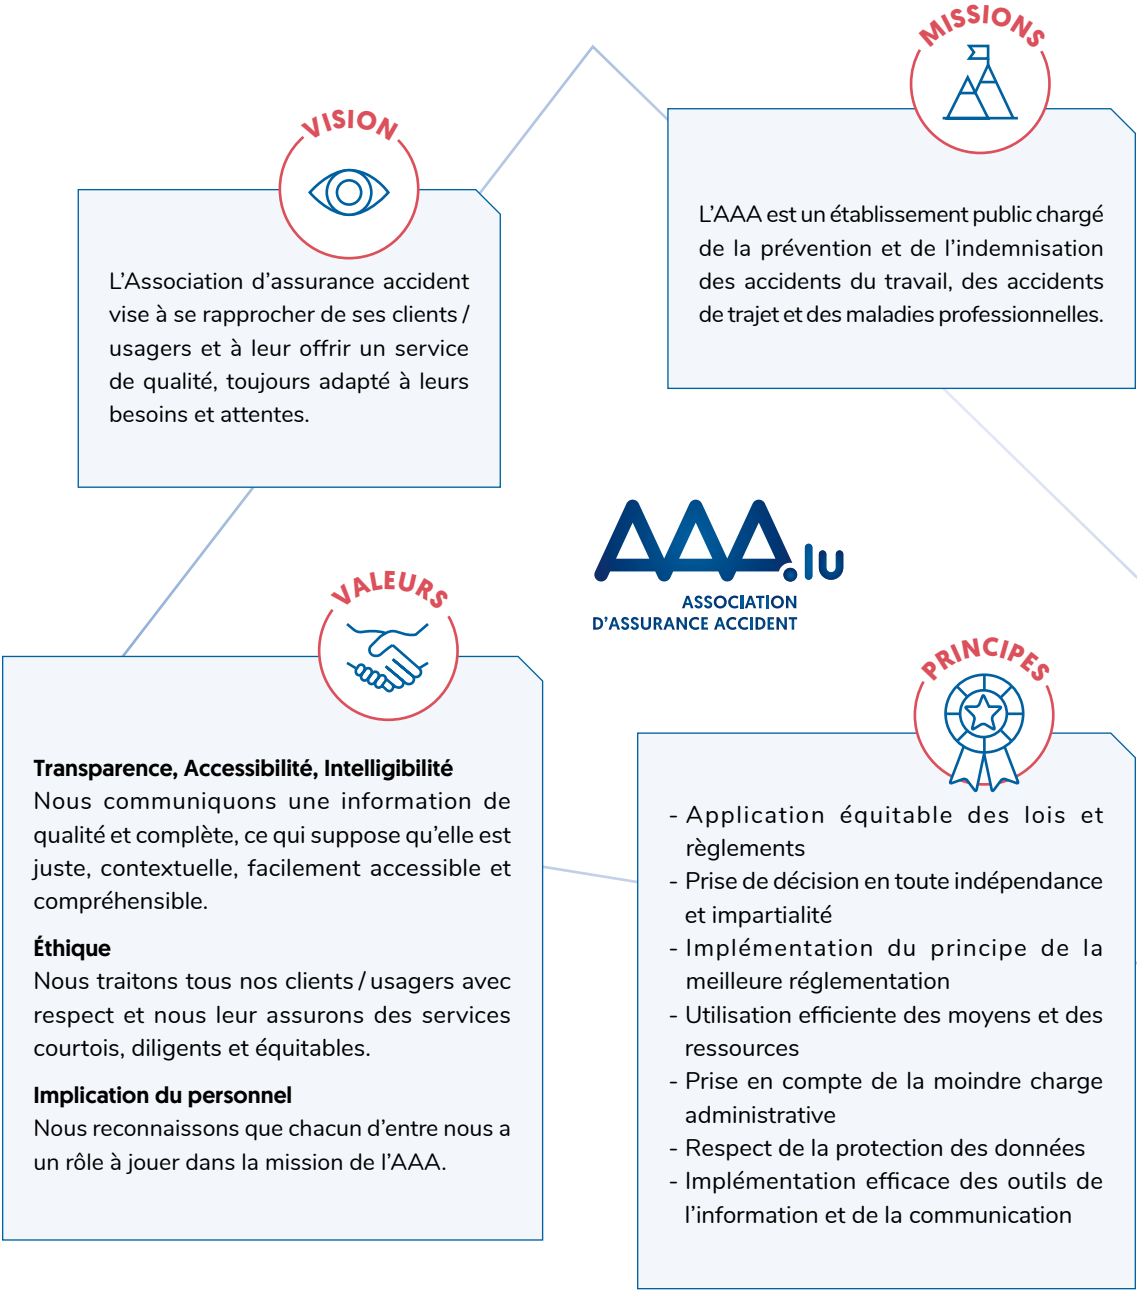 VISION
L’Association d’assurance accident
vise à se rapprocher de ses clients /
usagers et à leur offrir un service
de qualité, toujours adapté à leurs
besoins et attentes.
MISSIONS
L’AAA est un établissement public chargé
de la prévention et de l’indemnisation
des accidents du travail, des accidents
de trajet et des maladies professionnelles.
AAA.lu
ASSOCIATION
D’ASSURANCE ACCIDENT
VALEURS
Transparence, Accessibilité, Intelligibilité
Nous communiquons une information de
qualité et complète, ce qui suppose qu’elle est
juste, contextuelle, facilement accessible et
compréhensible.
Éthique
Nous traitons tous nos clients / usagers avec
respect et nous leur assurons des services
courtois, diligents et équitables.
Implication du personnel
Nous reconnaissons que chacun d’entre nous a
un rôle à jouer dans la mission de l’AAA.
PRINCIPES
- Application équitable des lois et
règlements
- Prise de décision en toute indépendance
et impartialité
- Implémentation du principe de la
meilleure réglementation
- Utilisation efficiente des moyens et des
ressources
- Prise en compte de la moindre charge
administrative
- Respect de la protection des données
- Implémentation efficace des outils de
l’information et de la communication